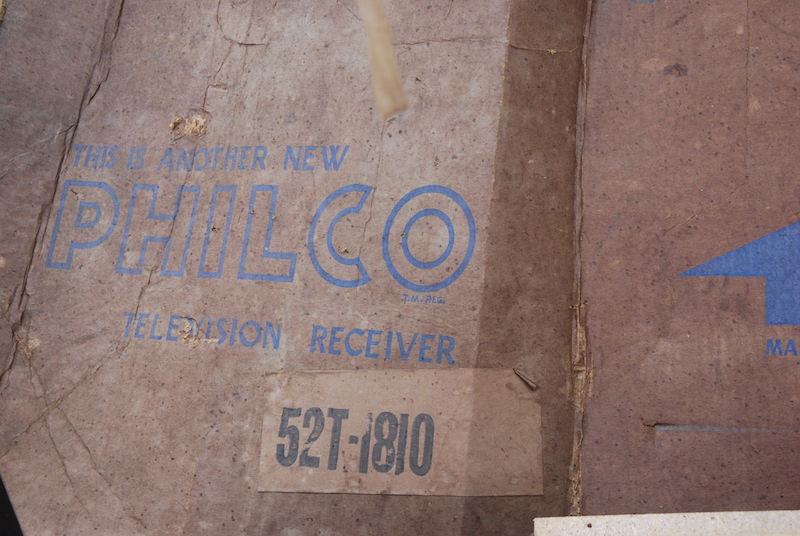 THIS IS ANOTHER NEW
PHILCO
T.M. REG.
TELEVISION RECEIVER
52T-1810